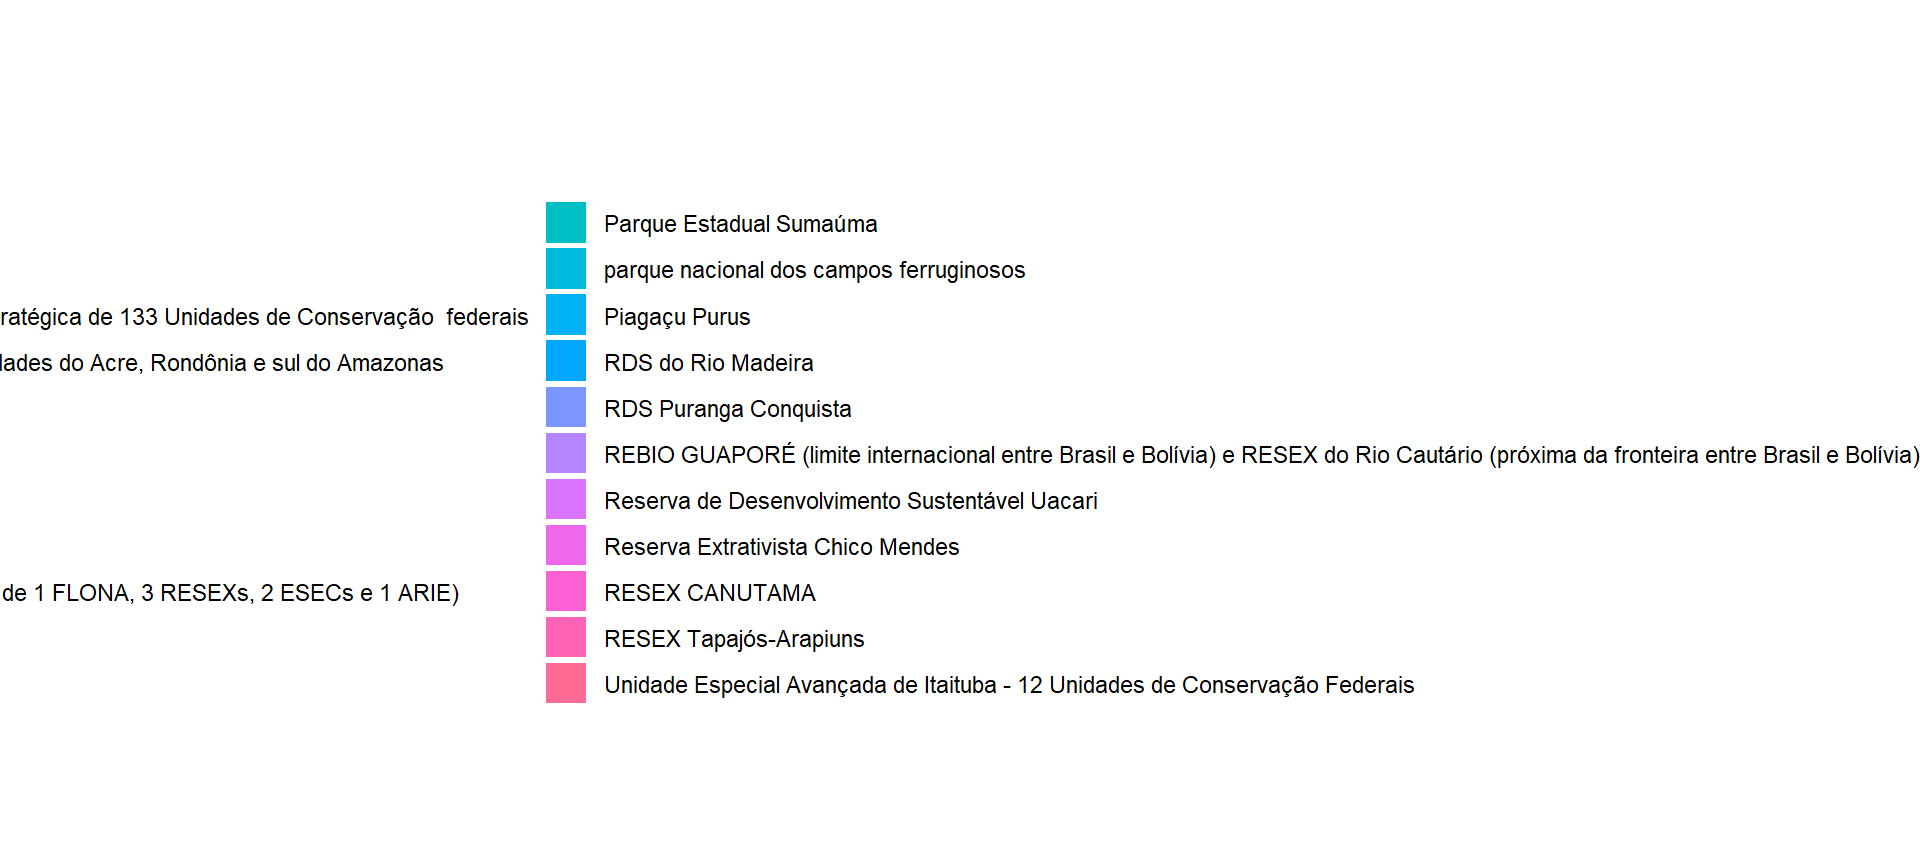 Parque Estadual Sumaúma
parque nacional dos campos ferruginosos
ratégica de 133 Unidades de Conservação  federais
Piagaçu Purus
dades do Acre, Rondônia e sul do Amazonas
RDS do Rio Madeira
RDS Puranga Conquista
REBIO GUAPORÉ (limite internacional entre Brasil e Bolívia) e RESEX do Rio Cautário (próxima da fronteira entre Brasil e Bolívia)
Reserva de Desenvolvimento Sustentável Uacari
Reserva Extrativista Chico Mendes
de 1 FLONA, 3 RESEXs, 2 ESECs e 1 ARIE)
RESEX CANUTAMA
RESEX Tapajós-Arapiuns
Unidade Especial Avançada de Itaituba - 12 Unidades de Conservação Federais